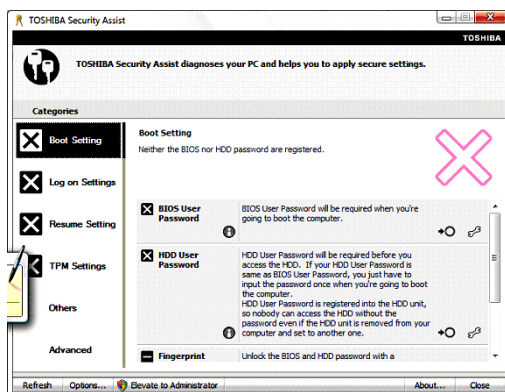 TOSHIBA Security Assist
TOSHIBA
TOSHIBA Security Assist diagnoses your PC and helps you to apply secure settings.
Categories
Boot Setting
Log on Settings
Resume Setting
TPM Settings
Others
Advanced
Boot Setting
Neither the BIOS nor HDD password are registered.
BIOS User
Password
BIOS User Password will be required when you're
going to boot the computer.
HDD User
Password
HDD User Password will be required before you
access the HDD. If your HDD User Password is
same as BIOS User Password, you just have to
input the password once when you're going to boot
the computer.
HDD User Password is registered into the HDD unit,
so nobody can access the HDD without the
password even if the HDD unit is removed from your
computer and set to another one.
Fingerprint
Unlock the BIOS and HDD password with a
Refresh
Options...
Elevate to Administrator
About...
Close